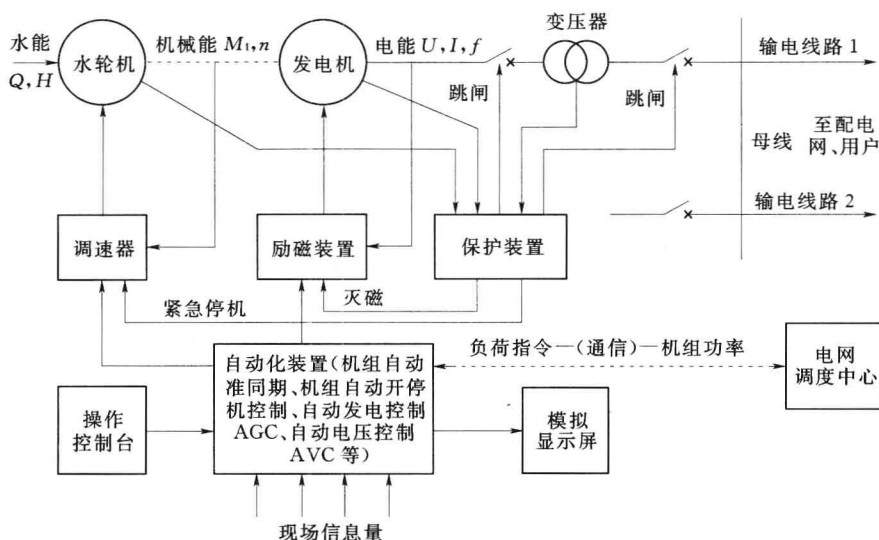 变压器
水能
机械能 Mt,n
电能 U,I,f
输电线路 1
水轮机
发电机
Q,H
跳闸
跳闸
母线
至配电
网、用户
输电线路 2
调速器
励磁装置
保护装置
灭磁
紧急停机
负荷指令—(通信)—机组功率
自动化装置(机组自动
准同期、机组自动开停
机控制、自动发电控制
AGC、自动电压控制
AVC 等)
电网
调度中心
操作
控制台
模拟
显示屏
现场信息量